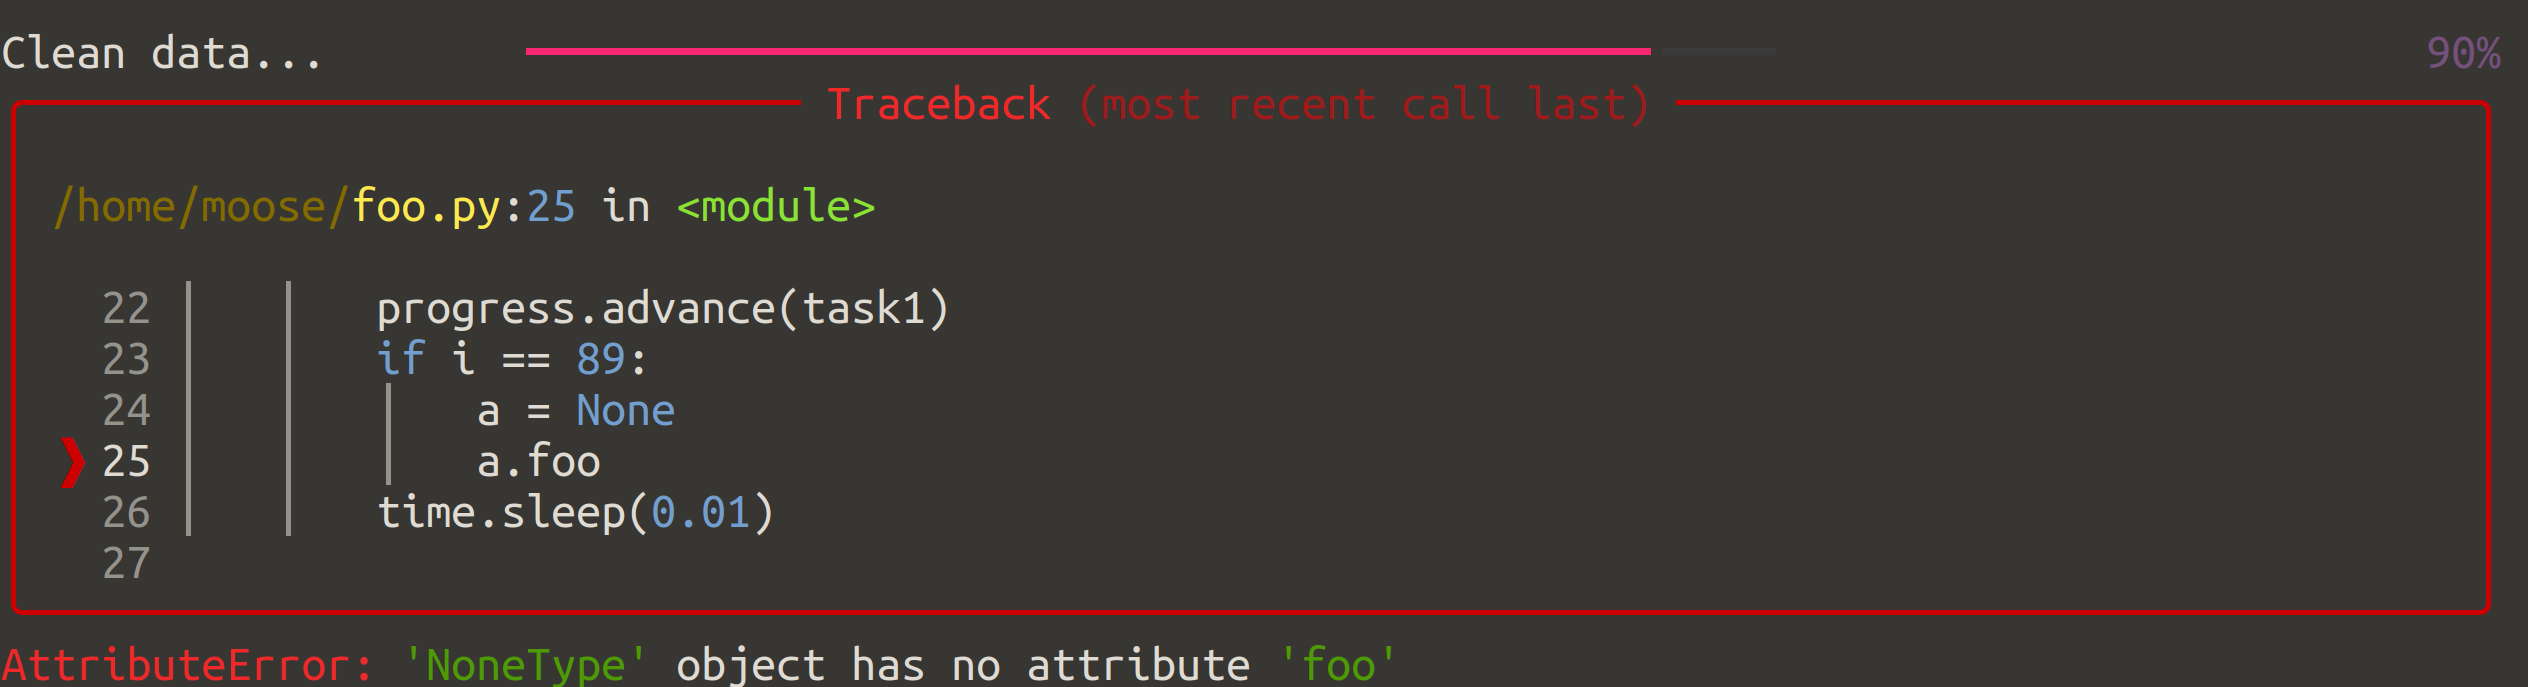 Clean data... 90%
Traceback (most recent call last)
/home/moose/foo.py:25 in <module>
22 progress.advance(task1)
23 if i == 89:
24 a = None
❱ 25 a.foo
26 time.sleep(0.01)
27
AttributeError: 'NoneType' object has no attribute 'foo'